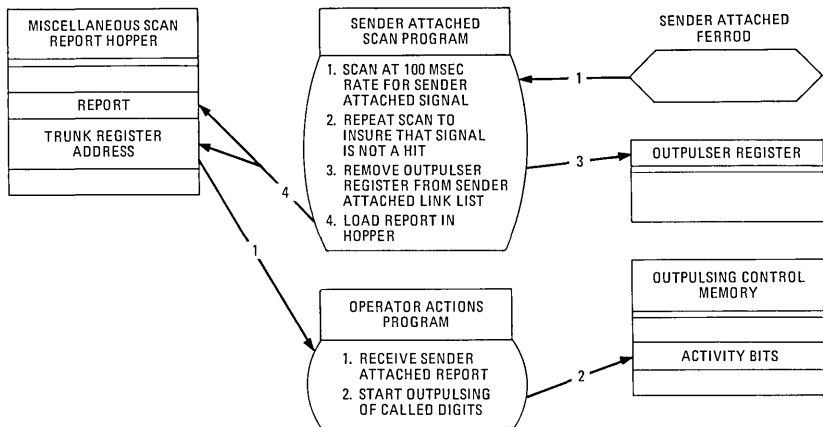 MISCELLANEOUS SCAN
REPORT HOPPER
REPORT
TRUNK REGISTER
ADDRESS
SENDER ATTACHED
SCAN PROGRAM
1. SCAN AT 100 MSEC
RATE FOR SENDER
ATTACHED SIGNAL
2. REPEAT SCAN TO
INSURE THAT SIGNAL
IS NOT A HIT
3. REMOVE OUTPULSER
REGISTER FROM SENDER
ATTACHED LINK LIST
4. LOAD REPORT IN
HOPPER
SENDER ATTACHED
FERROD
1
OUTPULSER REGISTER
3
4
1
OPERATOR ACTIONS
PROGRAM
1. RECEIVE SENDER
ATTACHED REPORT
2. START OUTPULSING
OF CALLED DIGITS
2
OUTPULSING CONTROL
MEMORY
ACTIVITY BITS